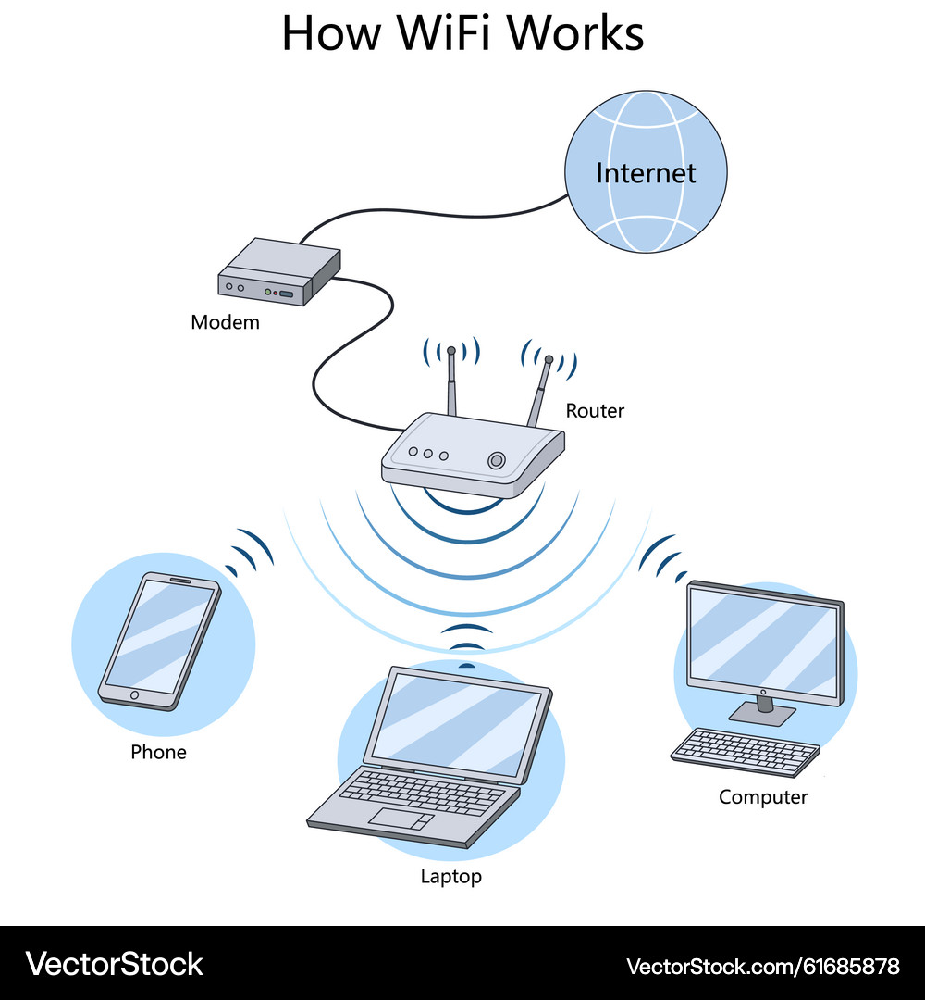 How WiFi Works
Internet
Modem
Router
Phone
Computer
Laptop
VectorStock
VectorStock.com/61685878